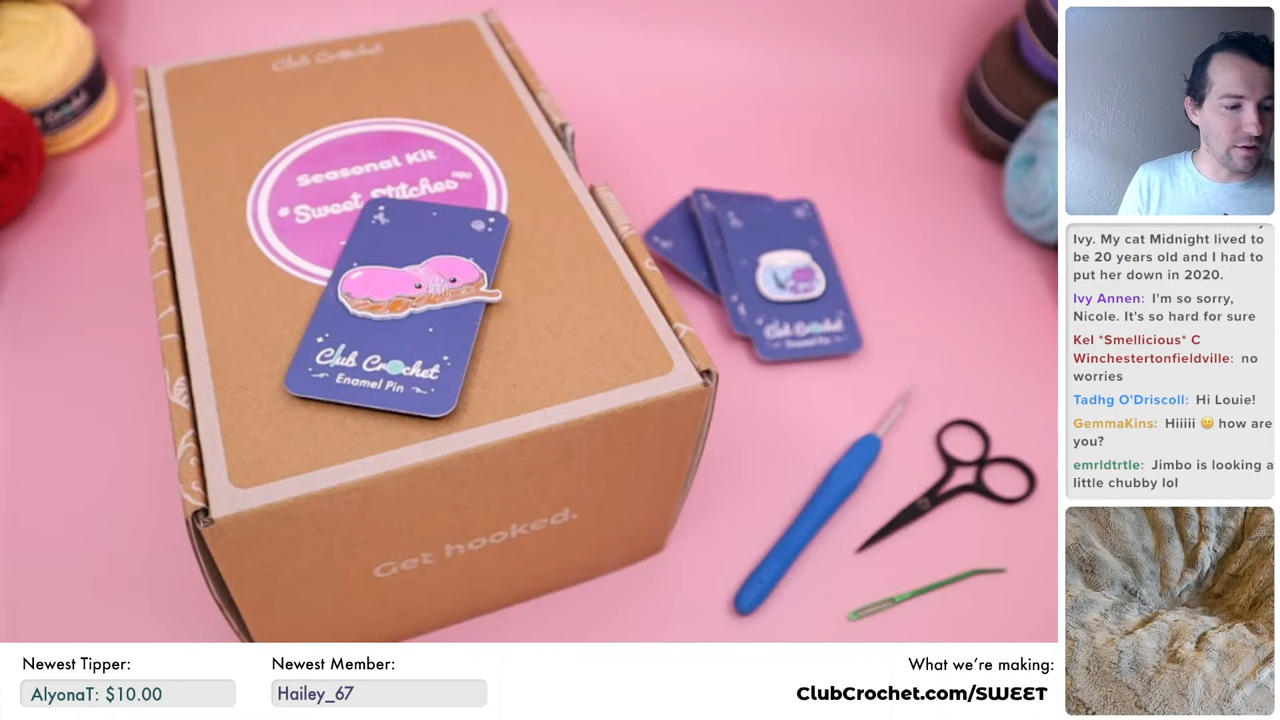 Club Crochet
Seasonal Kit
"Sweet Stitches"
Club Crochet
Enamel Pin
Club Crochet
Enamel Pin
Get hooked.
Ivy. My cat Midnight lived to
be 20 years old and I had to
put her down in 2020.
Ivy Annen: I'm so sorry,
Nicole. It's so hard for sure
Kel *Smellicious* C
Winchestertonfieldville: no
worries
Tadhg O'Driscoll: Hi Louie!
GemmaKins: Hiiiii 🙂 how are
you?
emrldtrtle: Jimbo is looking a
little chubby lol
Newest Tipper:
AlyonaT: $10.00
Newest Member:
Hailey_67
What we're making:
ClubCrochet.com/SWEET